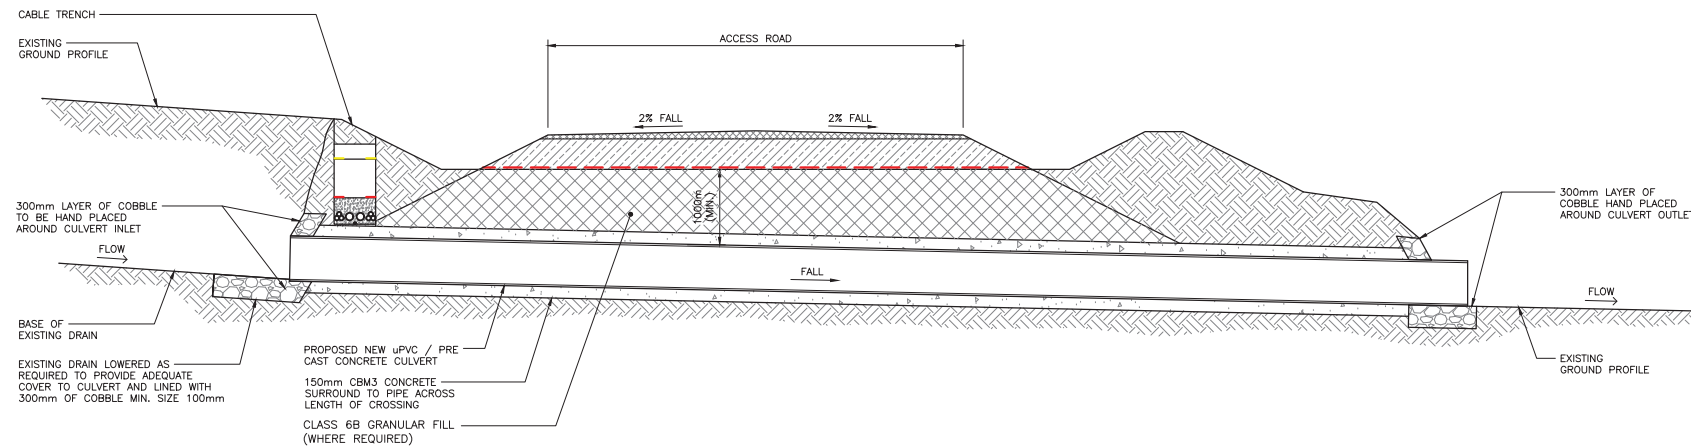 CABLE TRENCH
EXISTING
GROUND PROFILE
ACCESS ROAD
2% FALL
2% FALL
300mm LAYER OF COBBLE
TO BE HAND PLACED
AROUND CULVERT INLET
FLOW
1000m
(MIN.)
300mm LAYER OF
COBBLE HAND PLACED
AROUND CULVERT OUTLET
FALL
FLOW
BASE OF
EXISTING DRAIN
EXISTING DRAIN LOWERED AS
REQUIRED TO PROVIDE ADEQUATE
COVER TO CULVERT AND LINED WITH
300mm OF COBBLE MIN. SIZE 100mm
PROPOSED NEW uPVC / PRE
CAST CONCRETE CULVERT
150mm CBM3 CONCRETE
SURROUND TO PIPE ACROSS
LENGTH OF CROSSING
CLASS 6B GRANULAR FILL
(WHERE REQUIRED)
EXISTING
GROUND PROFILE